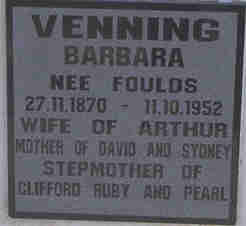 VENNING
BARBARA
NEE FOULDS
27.11.1870 - 11.10.1952
WIFE OF ARTHUR
MOTHER OF DAVID AND SYDNEY
STEPMOTHER OF
CLIFFORD RUBY AND PEARL